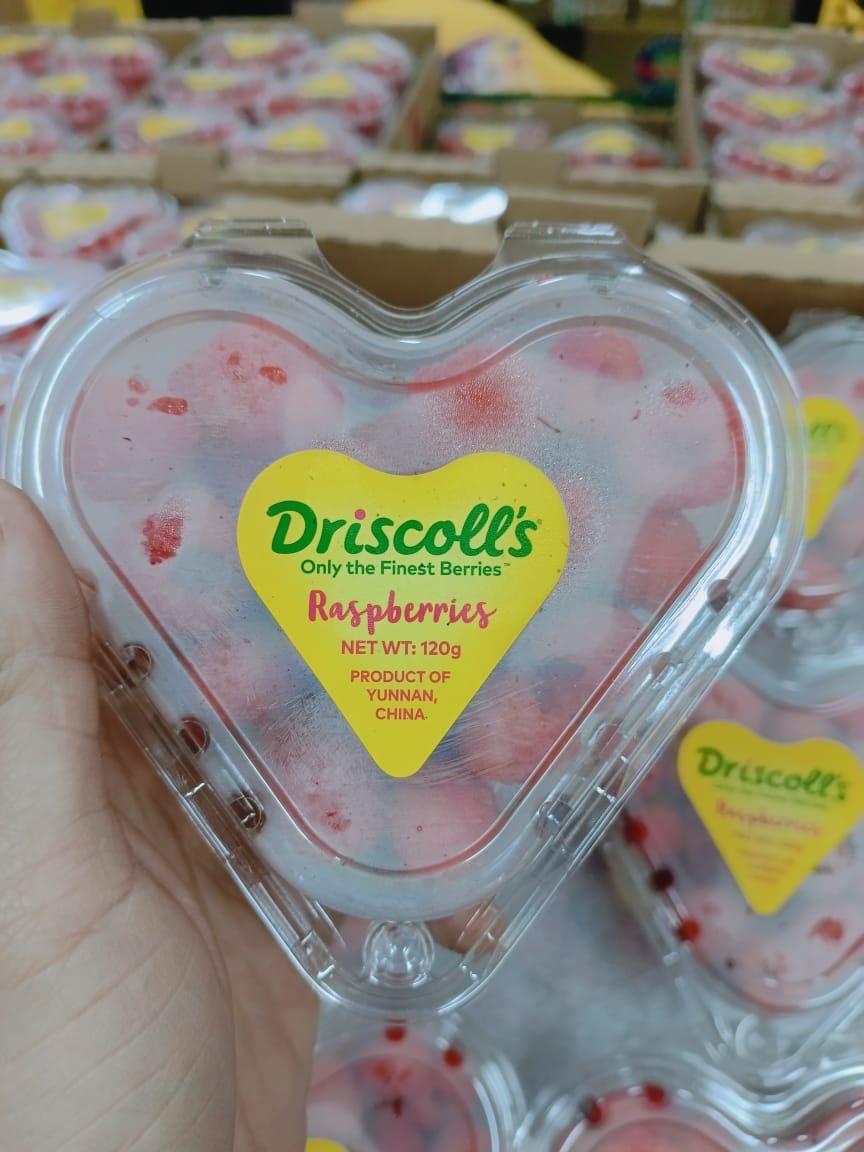 Driscoll's®
Only the Finest Berries™
Raspberries
NET WT: 120g
PRODUCT OF
YUNNAN,
CHINA
Driscoll's
Raspberries